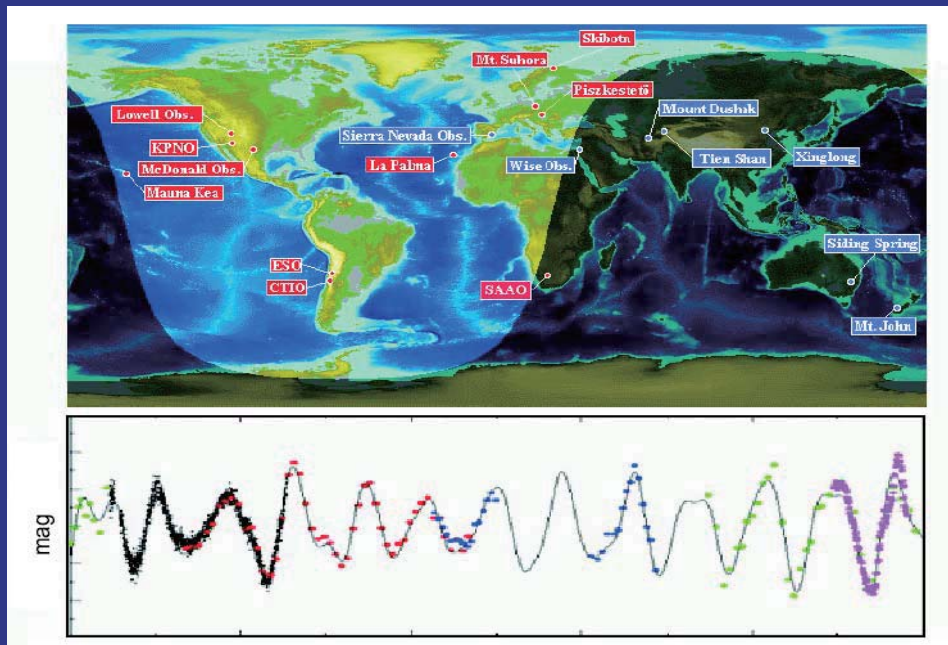 Skibotn
Mt. Suhora
Piszkestető
Mount Dushak
Lowell Obs.
Sierra Nevada Obs.
KPNO
La Palma
Wise Obs.
Tien Shan
Xinglong
McDonald Obs.
Mauna Kea
Siding Spring
ESO
SAAO
CTIO
Mt. John
mag